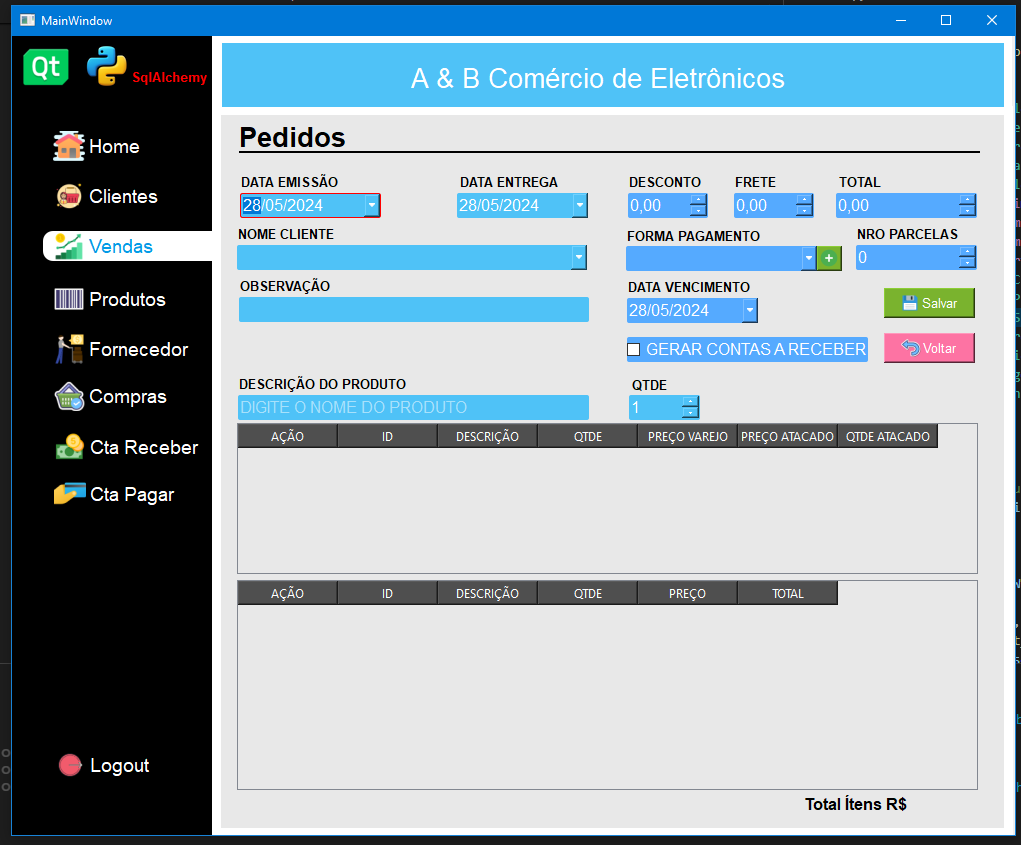 MainWindow
Qt
SqlAlchemy
A & B Comércio de Eletrônicos
Home
Clientes
Vendas
Produtos
Fornecedor
Compras
Cta Receber
Cta Pagar
Logout
Pedidos
DATA EMISSÃO DATA ENTREGA DESCONTO FRETE TOTAL
28/05/2024 28/05/2024 0,00 0,00 0,00
NOME CLIENTE FORMA PAGAMENTO NRO PARCELAS
+ 0
OBSERVAÇÃO DATA VENCIMENTO
28/05/2024 Salvar
GERAR CONTAS A RECEBER Voltar
DESCRIÇÃO DO PRODUTO QTDE
DIGITE O NOME DO PRODUTO 1
AÇÃO ID DESCRIÇÃO QTDE PREÇO VAREJO PREÇO ATACADO QTDE ATACADO
AÇÃO ID DESCRIÇÃO QTDE PREÇO TOTAL
Total Ítens R$